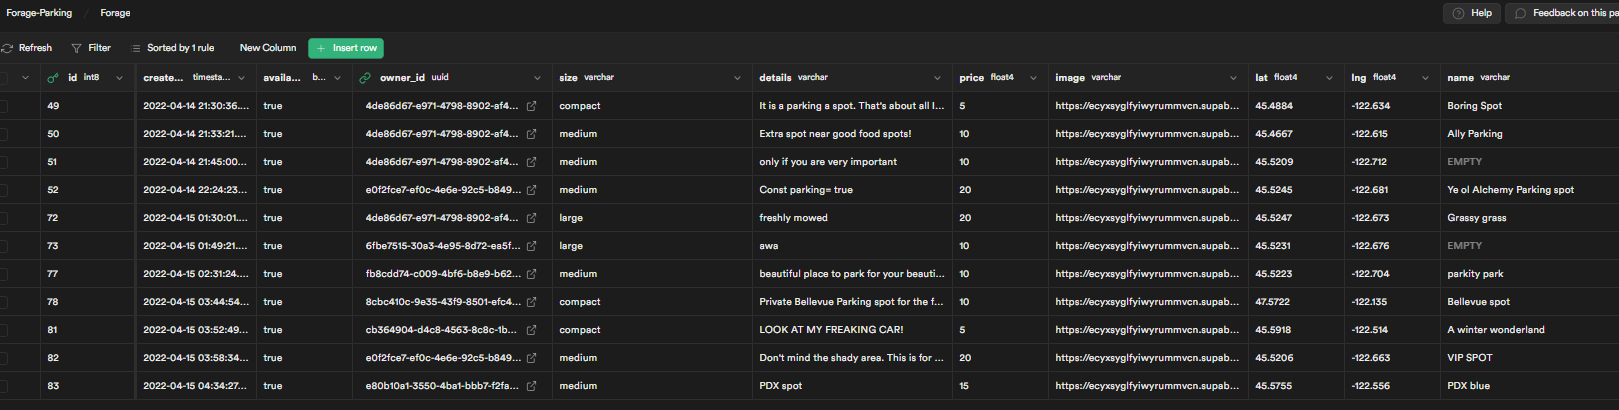 Forage-Parking / Forage Help Feedback on this pa
Refresh Filter Sorted by 1 rule New Column + Insert row
id int8 create... timesta... availa... b... owner_id uuid size varchar details varchar price float4 image varchar lat float4 lng float4 name varchar
49 2022-04-14 21:30:36.... true 4de86d67-e971-4798-8902-af4... compact It is a parking a spot. That's about all I... 5 https://ecyxsyglfyiwyrummvcn.supab... 45.4884 -122.634 Boring Spot
50 2022-04-14 21:33:21.... true 4de86d67-e971-4798-8902-af4... medium Extra spot near good food spots! 10 https://ecyxsyglfyiwyrummvcn.supab... 45.4667 -122.615 Ally Parking
51 2022-04-14 21:45:00... true 4de86d67-e971-4798-8902-af4... medium only if you are very important 10 https://ecyxsyglfyiwyrummvcn.supab... 45.5209 -122.712 EMPTY
52 2022-04-14 22:24:23... true e0f2fce7-ef0c-4e6e-92c5-b849... medium Const parking= true 20 https://ecyxsyglfyiwyrummvcn.supab... 45.5245 -122.681 Ye ol Alchemy Parking spot
72 2022-04-15 01:30:01.... true 4de86d67-e971-4798-8902-af4... large freshly mowed 20 https://ecyxsyglfyiwyrummvcn.supab... 45.5247 -122.673 Grassy grass
73 2022-04-15 01:49:21.... true 6fbe7515-30a3-4e95-8d72-ea5f... large awa 10 https://ecyxsyglfyiwyrummvcn.supab... 45.5231 -122.676 EMPTY
77 2022-04-15 02:31:24.... true fb8cdd74-c009-4bf6-b8e9-b62... medium beautiful place to park for your beauti... 10 https://ecyxsyglfyiwyrummvcn.supab... 45.5223 -122.704 parkity park
78 2022-04-15 03:44:54... true 8cbc410c-9e35-43f9-8501-efc4... compact Private Bellevue Parking spot for the f... 10 https://ecyxsyglfyiwyrummvcn.supab... 47.5722 -122.135 Bellevue spot
81 2022-04-15 03:52:49... true cb364904-d4c8-4563-8c8c-1b... compact LOOK AT MY FREAKING CAR! 5 https://ecyxsyglfyiwyrummvcn.supab... 45.5918 -122.514 A winter wonderland
82 2022-04-15 03:58:34... true e0f2fce7-ef0c-4e6e-92c5-b849... medium Don't mind the shady area. This is for ... 20 https://ecyxsyglfyiwyrummvcn.supab... 45.5206 -122.663 VIP SPOT
83 2022-04-15 04:34:27... true e80b10a1-3550-4ba1-bbb7-f2fa... medium PDX spot 15 https://ecyxsyglfyiwyrummvcn.supab... 45.5755 -122.556 PDX blue